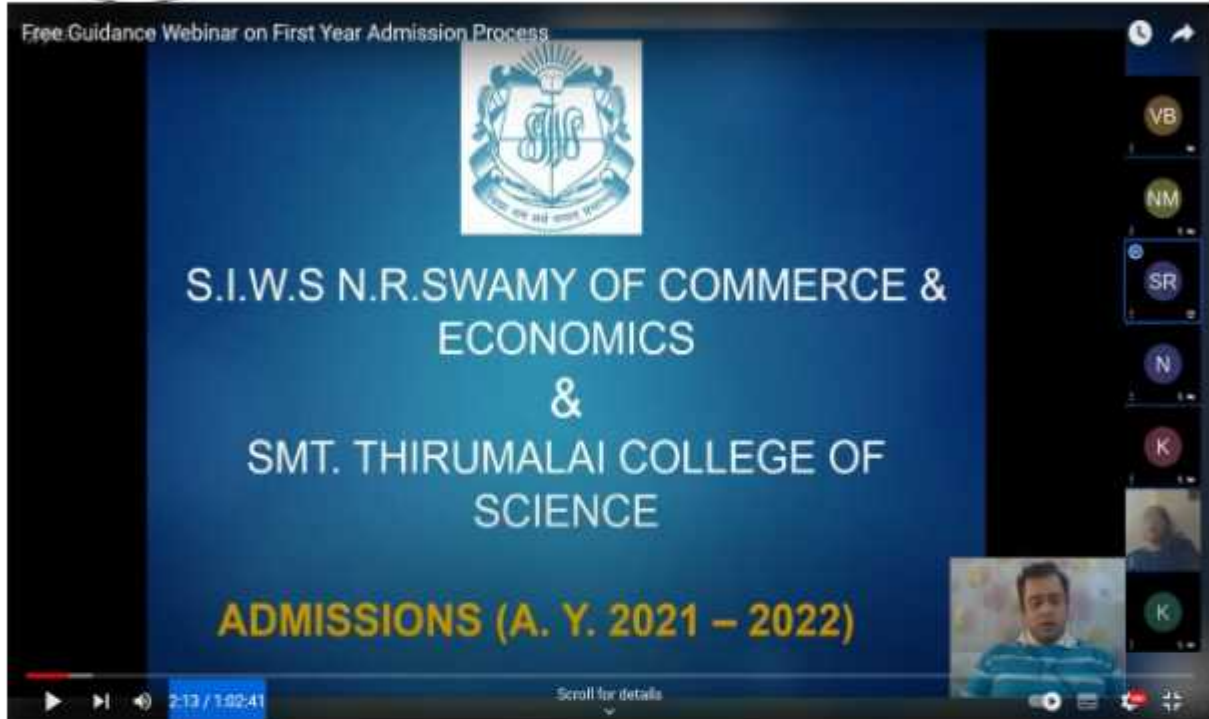 Free Guidance Webinar on First Year Admission Process
S.I.W.S N.R.SWAMY OF COMMERCE &
ECONOMICS
&
SMT. THIRUMALAI COLLEGE OF
SCIENCE
ADMISSIONS (A. Y. 2021 – 2022)
VB
NM
SR
N
K
K
2:13 / 1:02:41
Scroll for details